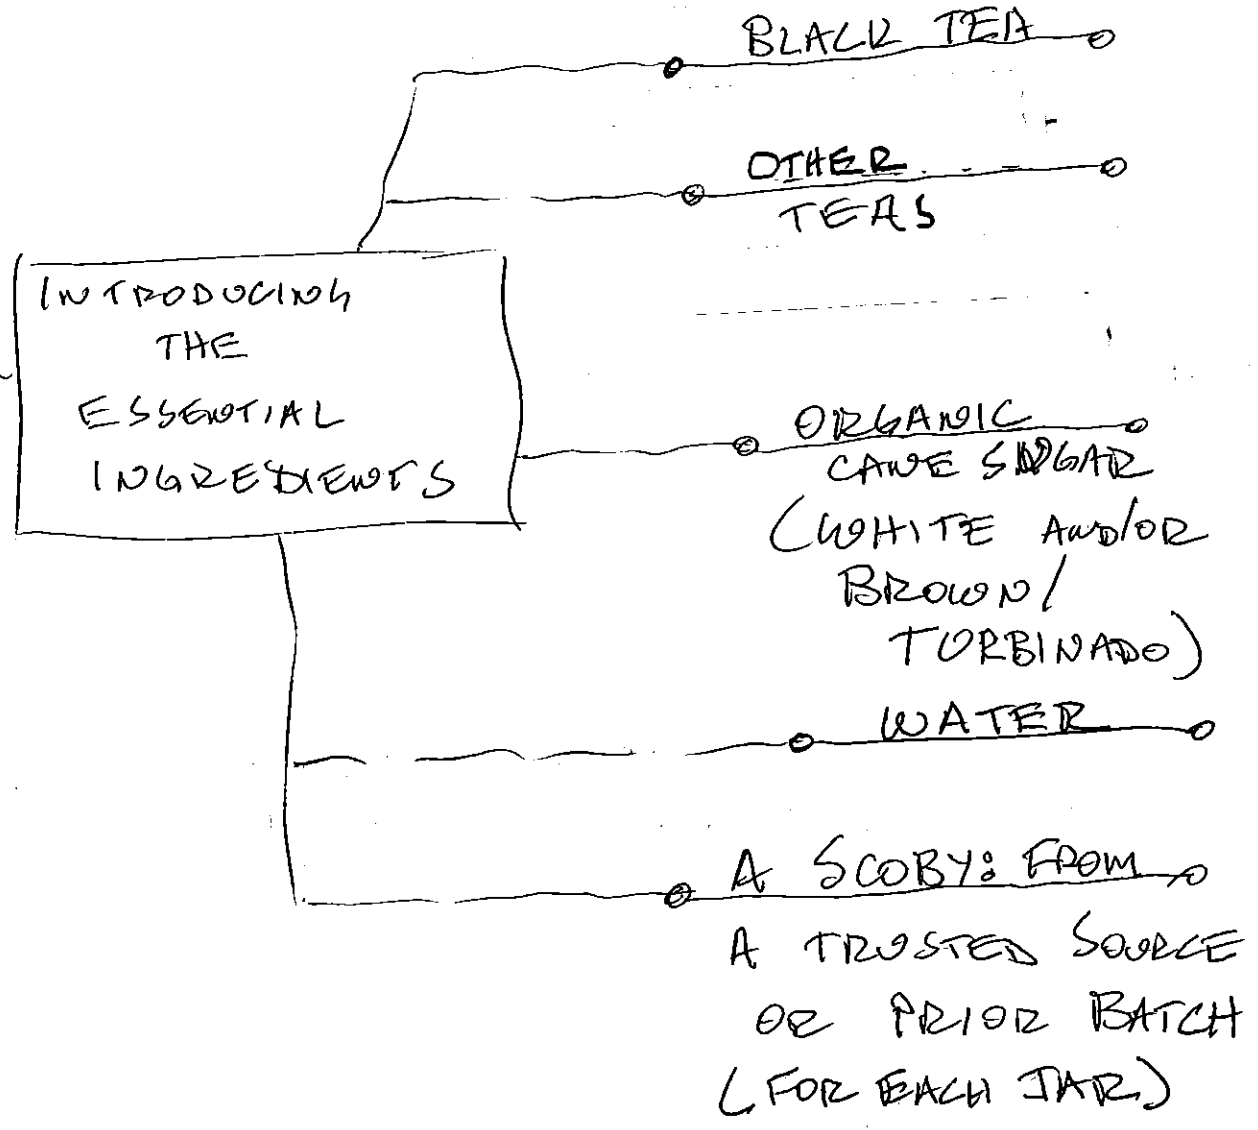 BLACK TEA
OTHER
TEAS
INTRODUCING
THE
ESSENTIAL
INGREDIENTS
ORGANIC
CANE SUGAR
(WHITE AND/OR
BROWN/
TURBINADO)
WATER
A SCOBY: FROM
A TRUSTED SOURCE
OR PRIOR BATCH
(FOR EACH JAR)